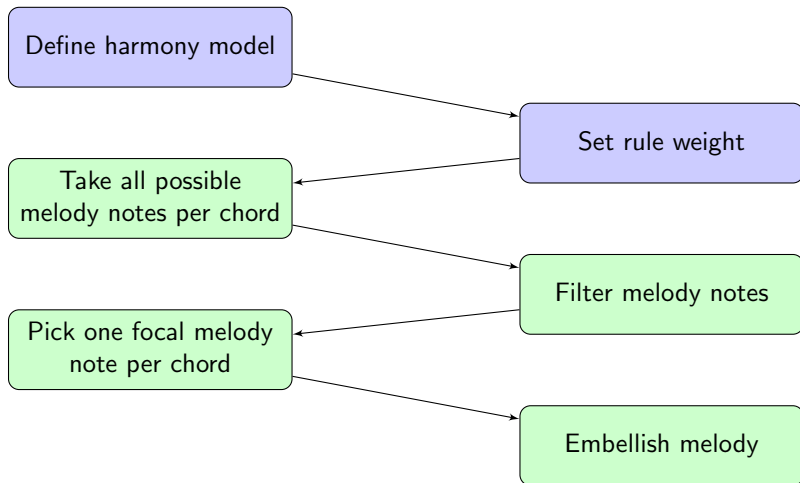 Define harmony model
Set rule weight
Take all possible
melody notes per chord
Filter melody notes
Pick one focal melody
note per chord
Embellish melody